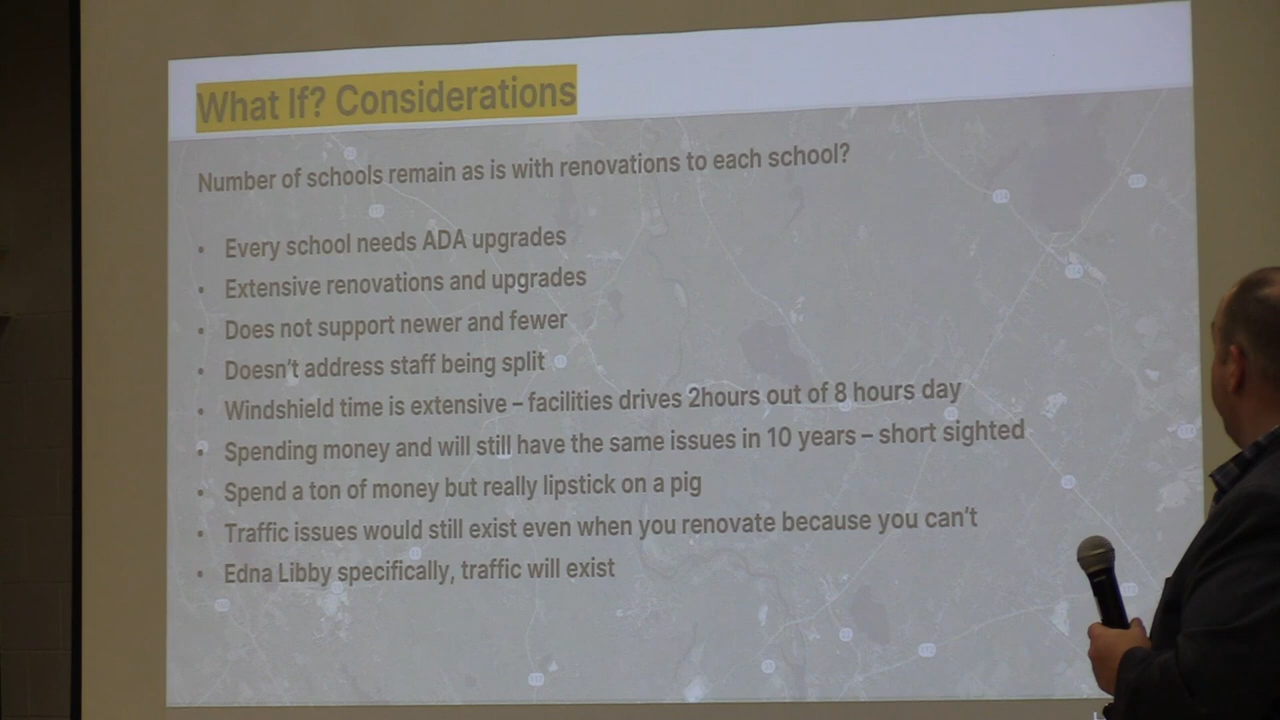 What If? Considerations
Number of schools remain as is with renovations to each school?
• Every school needs ADA upgrades
• Extensive renovations and upgrades
• Does not support newer and fewer
• Doesn't address staff being split
• Windshield time is extensive – facilities drives 2hours out of 8 hours day
• Spending money and will still have the same issues in 10 years – short sighted
• Spend a ton of money but really lipstick on a pig
• Traffic issues would still exist even when you renovate because you can't
• Edna Libby specifically, traffic will exist